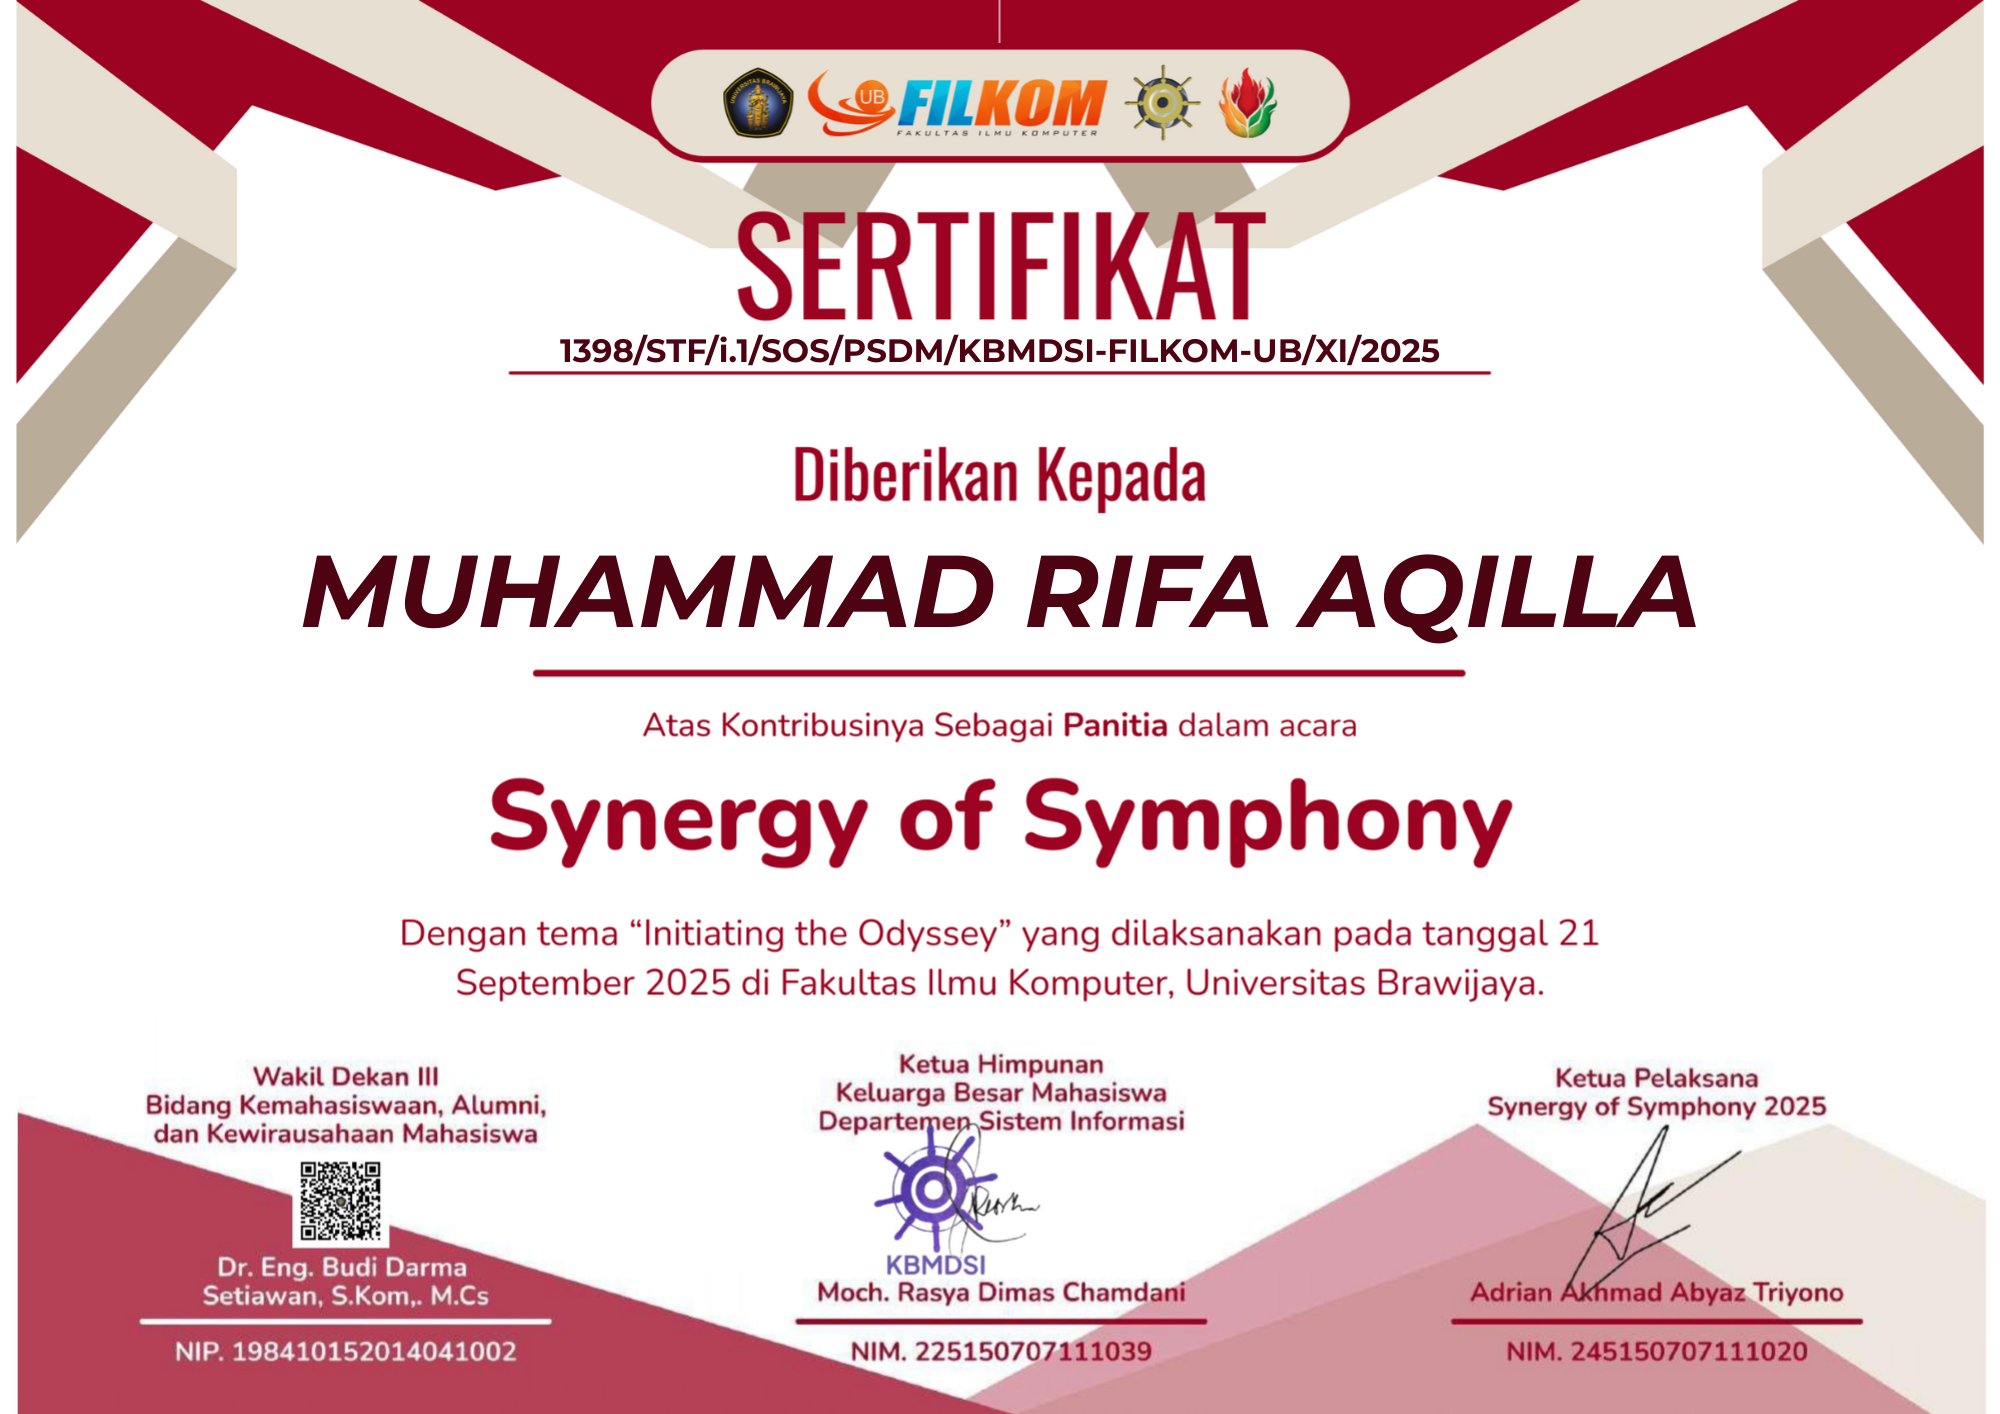 UNIVERSITAS BRAWIJAYA
UB FILKOM
FAKULTAS ILMU KOMPUTER
SERTIFIKAT
1398/STF/i.1/SOS/PSDM/KBMDSI-FILKOM-UB/XI/2025
Diberikan Kepada
MUHAMMAD RIFA AQILLA
Atas Kontribusinya Sebagai Panitia dalam acara
Synergy of Symphony
Dengan tema “Initiating the Odyssey” yang dilaksanakan pada tanggal 21
September 2025 di Fakultas Ilmu Komputer, Universitas Brawijaya.
Wakil Dekan III
Bidang Kemahasiswaan, Alumni,
dan Kewirausahaan Mahasiswa
Dr. Eng. Budi Darma
Setiawan, S.Kom,. M.Cs
NIP. 198410152014041002
Ketua Himpunan
Keluarga Besar Mahasiswa
Departemen Sistem Informasi
KBMDSI
Moch. Rasya Dimas Chamdani
NIM. 225150707111039
Ketua Pelaksana
Synergy of Symphony 2025
Adrian Akhmad Abyaz Triyono
NIM. 245150707111020